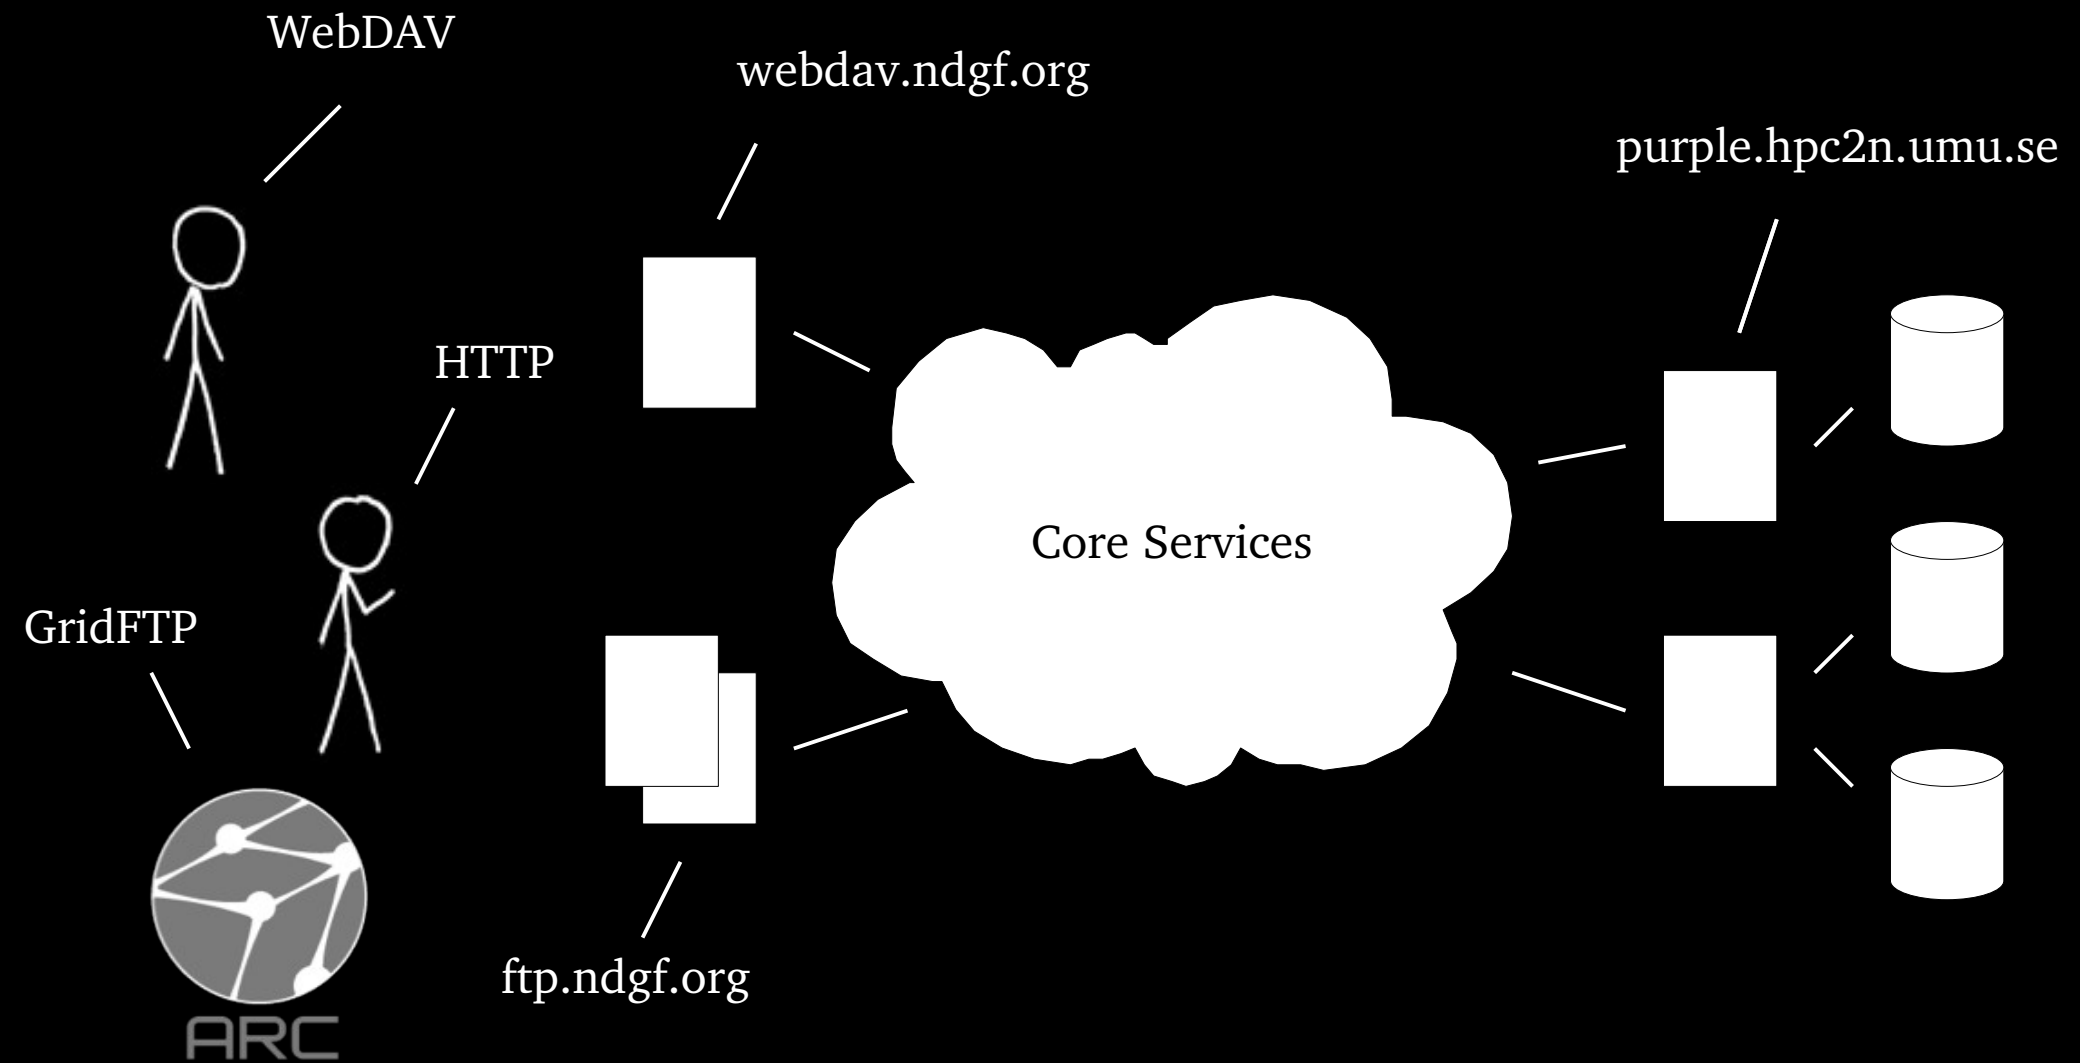 WebDAV
webdav.ndgf.org
purple.hpc2n.umu.se
HTTP
Core Services
GridFTP
ftp.ndgf.org
ARC